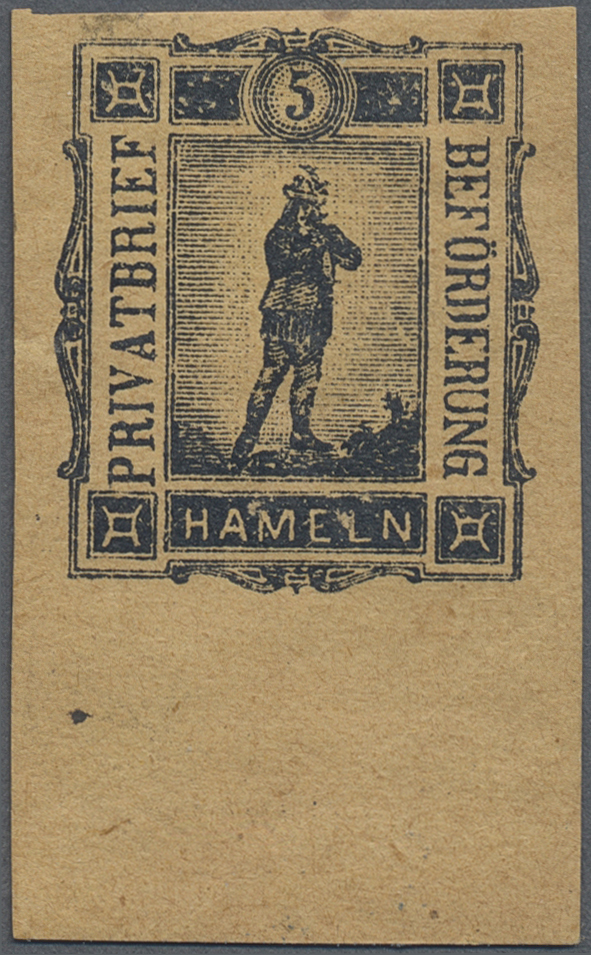 5
PRIVATBRIEF
BEFÖRDERUNG
HAMELN